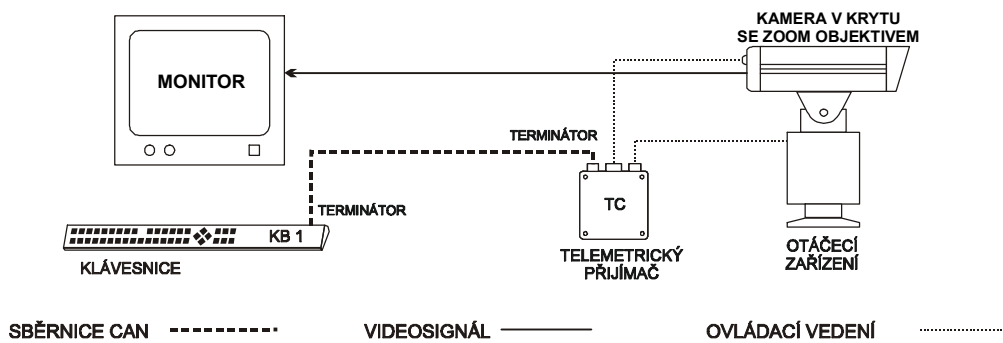 KAMERA V KRYTU
SE ZOOM OBJEKTIVEM
MONITOR
TERMINÁTOR
TC
TERMINÁTOR
KB 1
KLÁVESNICE
TELEMETRICKÝ
PŘIJÍMAČ
OTÁČECÍ
ZAŘÍZENÍ
SBĚRNICE CAN
VIDEOSIGNÁL
OVLÁDACÍ VEDENÍ